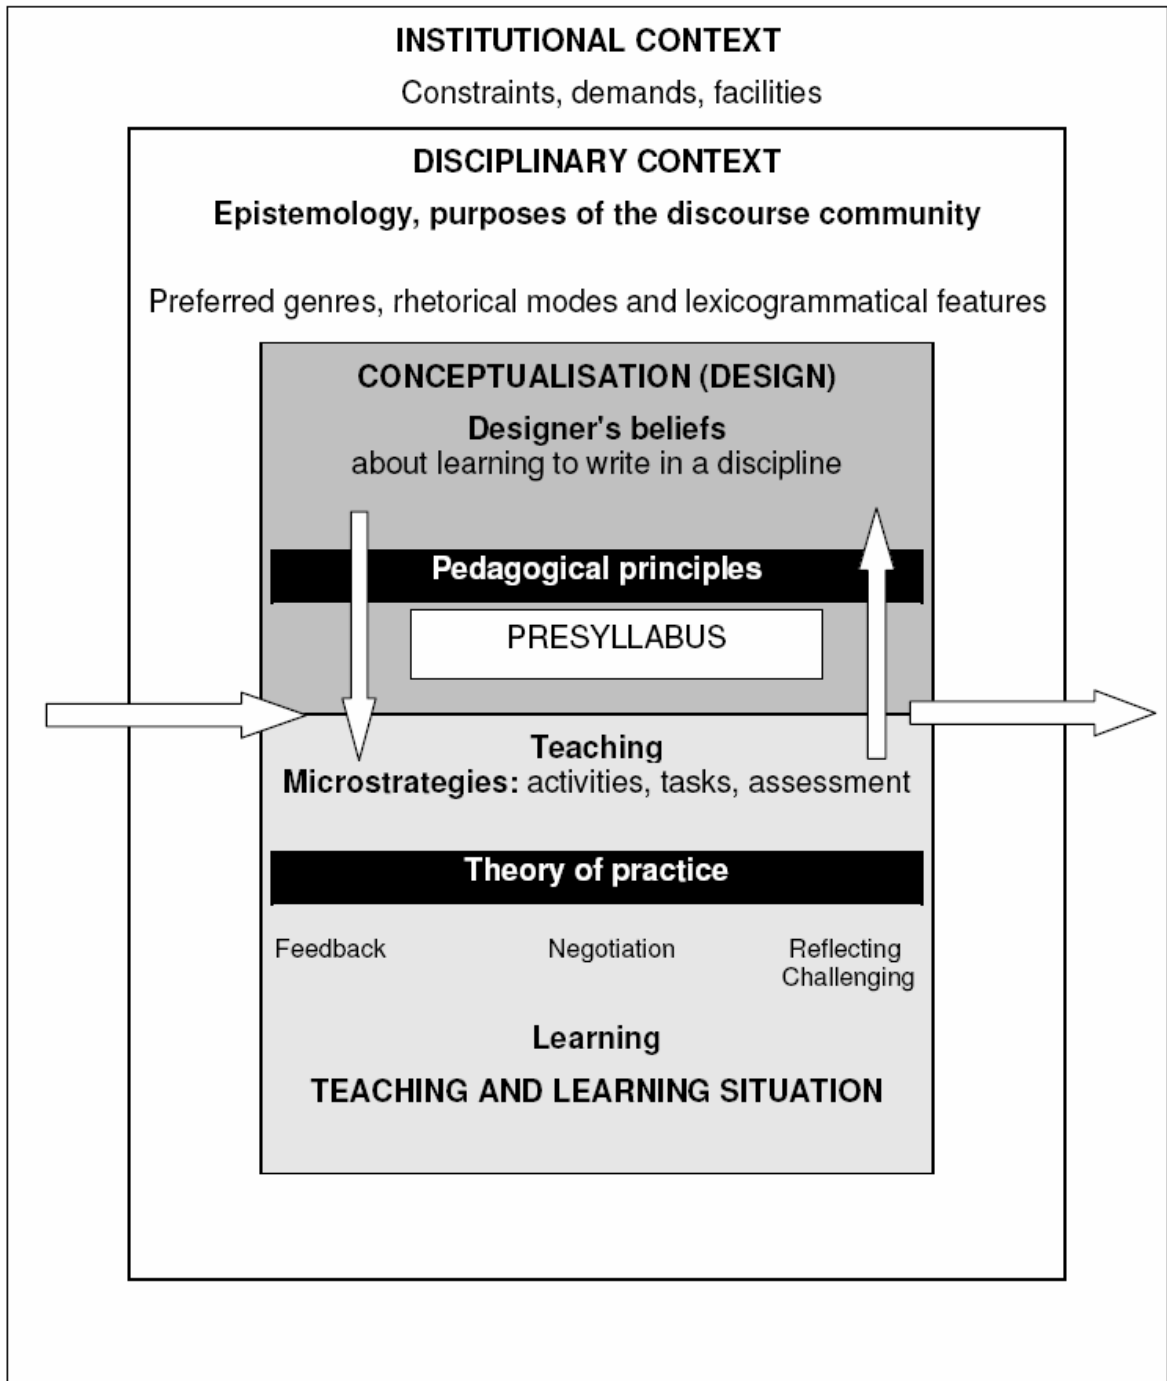 INSTITUTIONAL CONTEXT
Constraints, demands, facilities
DISCIPLINARY CONTEXT
Epistemology, purposes of the discourse community
Preferred genres, rhetorical modes and lexicogrammatical features
CONCEPTUALISATION (DESIGN)
Designer's beliefs
about learning to write in a discipline
Pedagogical principles
PRESYLLABUS
Teaching
Microstrategies: activities, tasks, assessment
Theory of practice
Feedback Negotiation Reflecting
Challenging
Learning
TEACHING AND LEARNING SITUATION